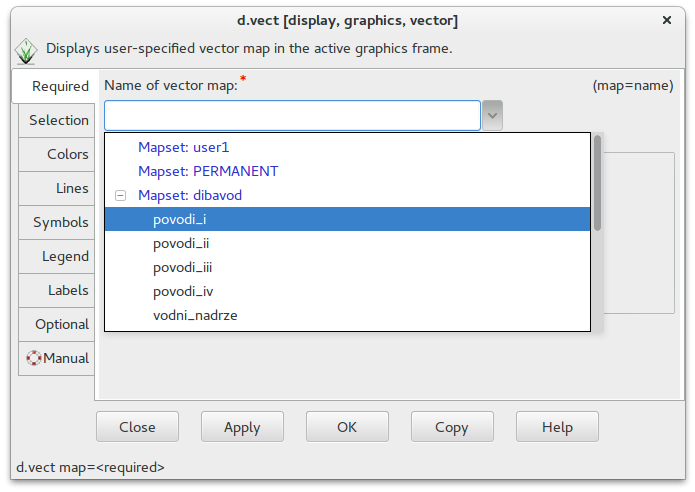 d.vect [display, graphics, vector]
Displays user-specified vector map in the active graphics frame.
Required
Name of vector map:*
(map=name)
Selection
Colors
Lines
Symbols
Legend
Labels
Optional
Manual
Mapset: user1
Mapset: PERMANENT
Mapset: dibavod
povodi_i
povodi_ii
povodi_iii
povodi_iv
vodni_nadrze
Close
Apply
OK
Copy
Help
d.vect map=<required>